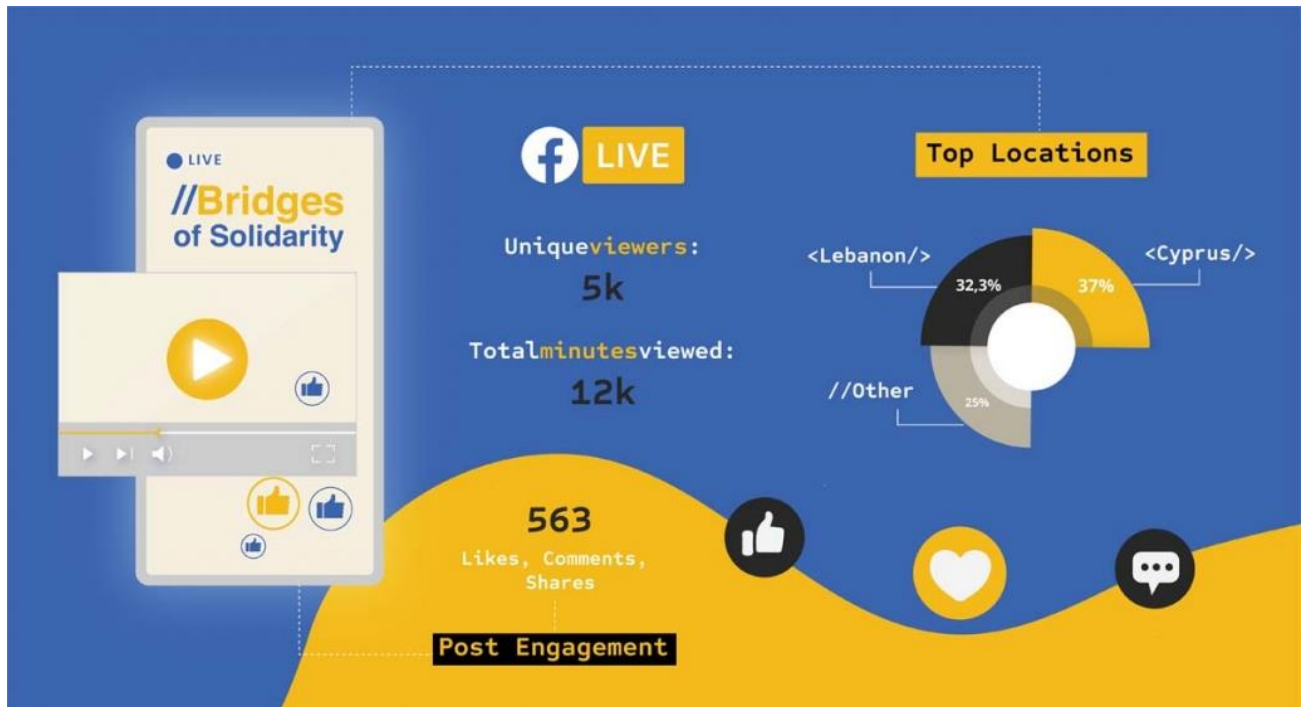 LIVE
//Bridges
of Solidarity
LIVE
Uniqueviewers:
5k
Totalminutesviewed:
12k
563
Likes, Comments,
Shares
Post Engagement
Top Locations
<Lebanon/>
32,3%
<Cyprus/>
37%
//Other
25%